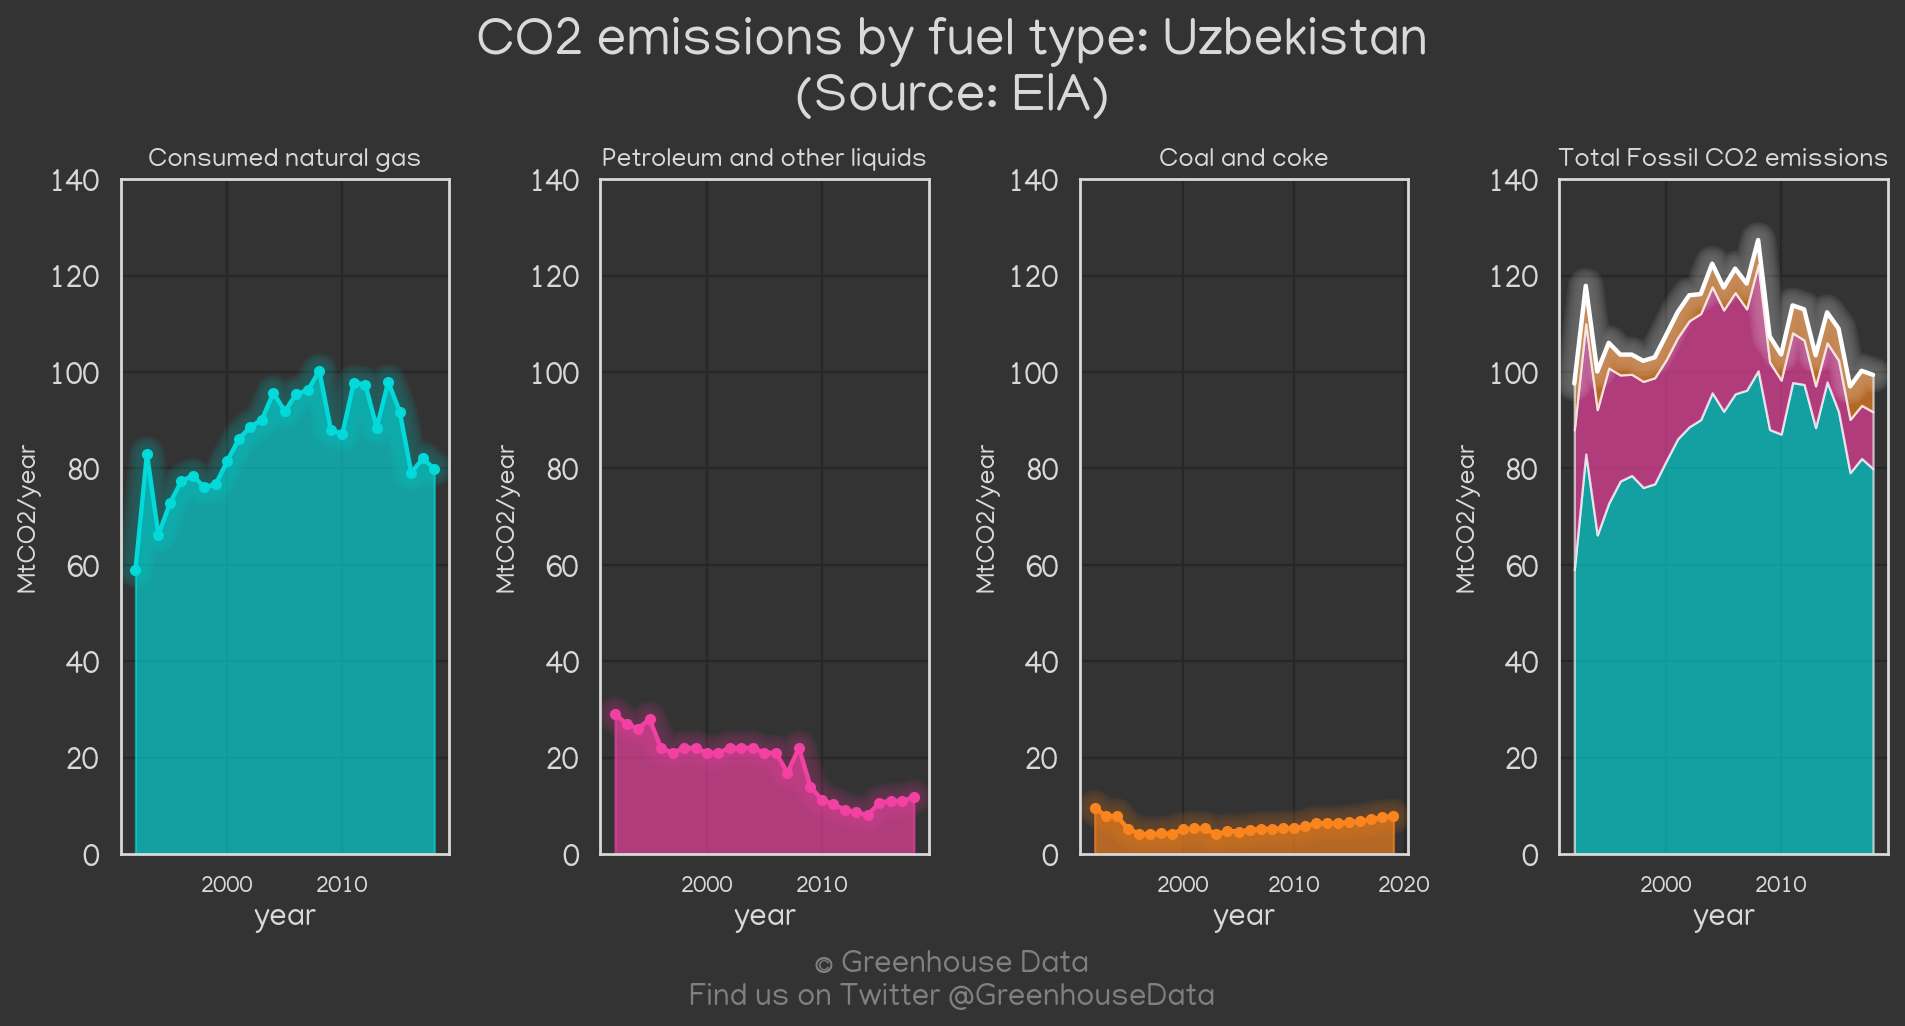 CO2 emissions by fuel type: Uzbekistan
(Source: EIA)
Consumed natural gas
140
120
100
80
60
40
20
0
MtCO2/year
2000 2010
year
Petroleum and other liquids
140
120
100
80
60
40
20
0
MtCO2/year
2000 2010
year
Coal and coke
140
120
100
80
60
40
20
0
MtCO2/year
2000 2010 2020
year
Total Fossil CO2 emissions
140
120
100
80
60
40
20
0
MtCO2/year
2000 2010
year
© Greenhouse Data
Find us on Twitter @GreenhouseData